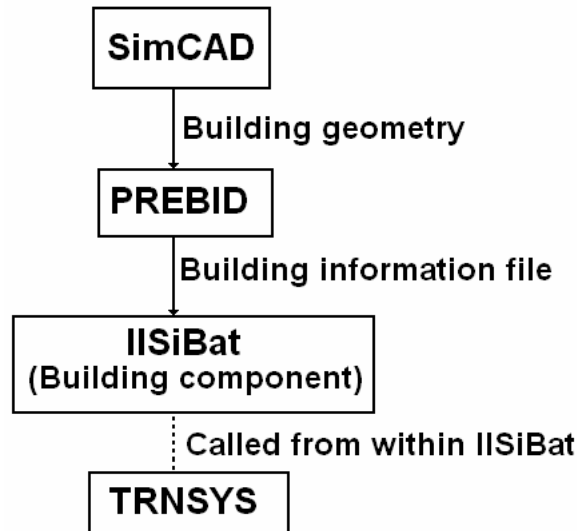 SimCAD
Building geometry
PREBID
Building information file
IISiBat
(Building component)
Called from within IISiBat
TRNSYS